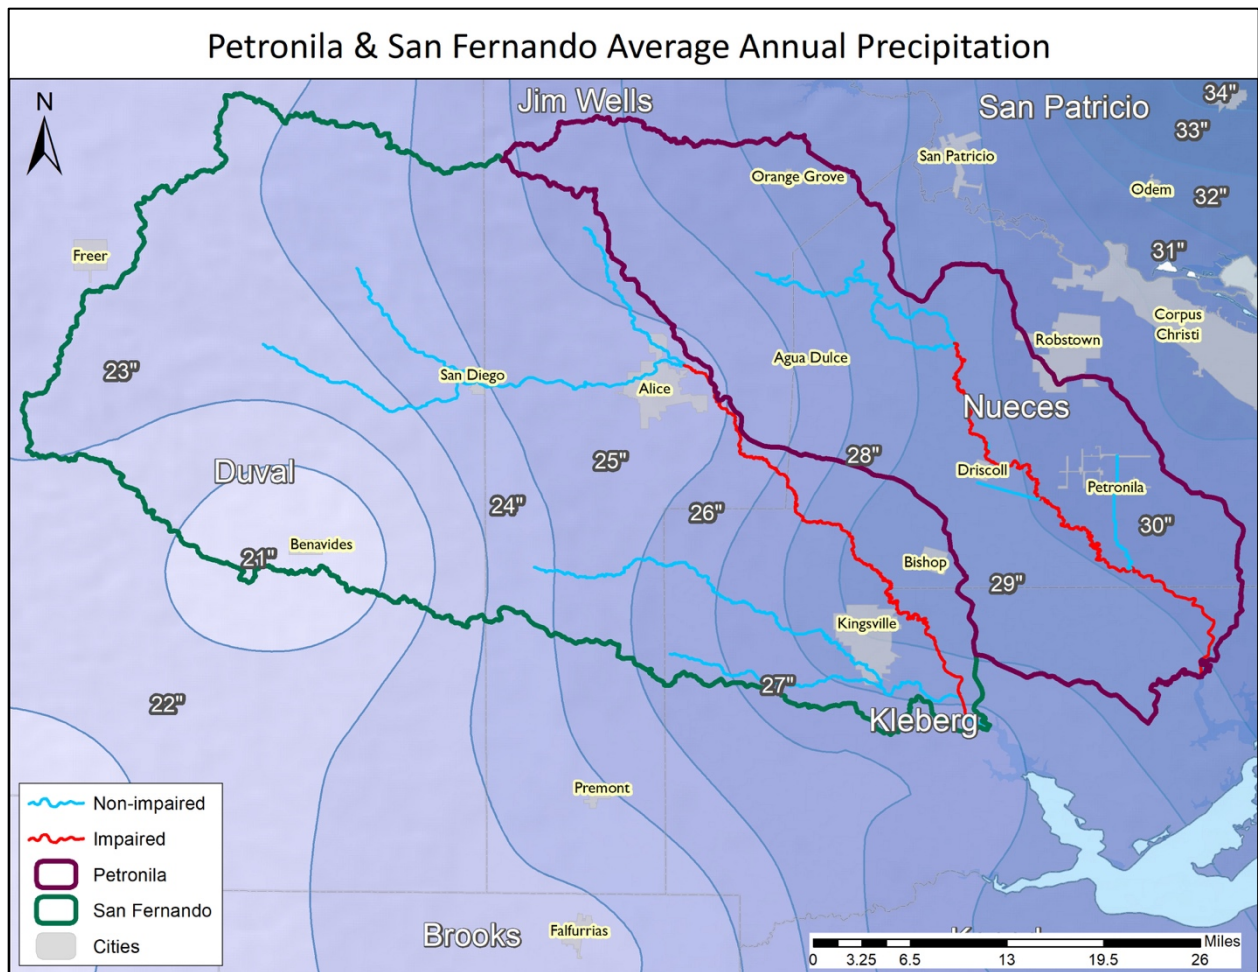 Petronila & San Fernando Average Annual Precipitation
N
Jim Wells
San Patricio
34"
33"
San Patricio
Orange Grove
Odem
32"
31"
Freer
Corpus
Christi
Robstown
Agua Dulce
23"
San Diego
Alice
Nueces
28"
25"
Duval
Driscoll
Petronila
24"
26"
30"
21"
Benavides
Bishop
29"
Kingsville
27"
22"
Kleberg
Premont
Non-impaired
Impaired
Petronila
San Fernando
Cities
Brooks
Falfurrias
Miles
0 3.25 6.5 13 19.5 26